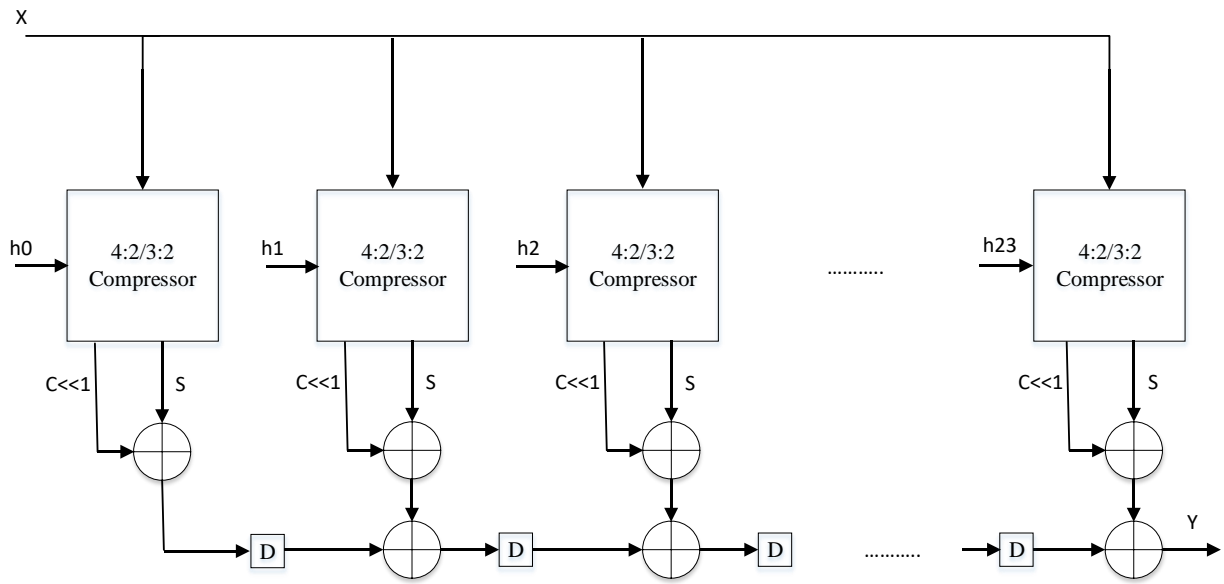 X
h0
4:2/3:2
Compressor
h1
4:2/3:2
Compressor
h2
4:2/3:2
Compressor
...........
h23
4:2/3:2
Compressor
C<<1
S
C<<1
S
C<<1
S
C<<1
S
D
D
D
...........
D
Y